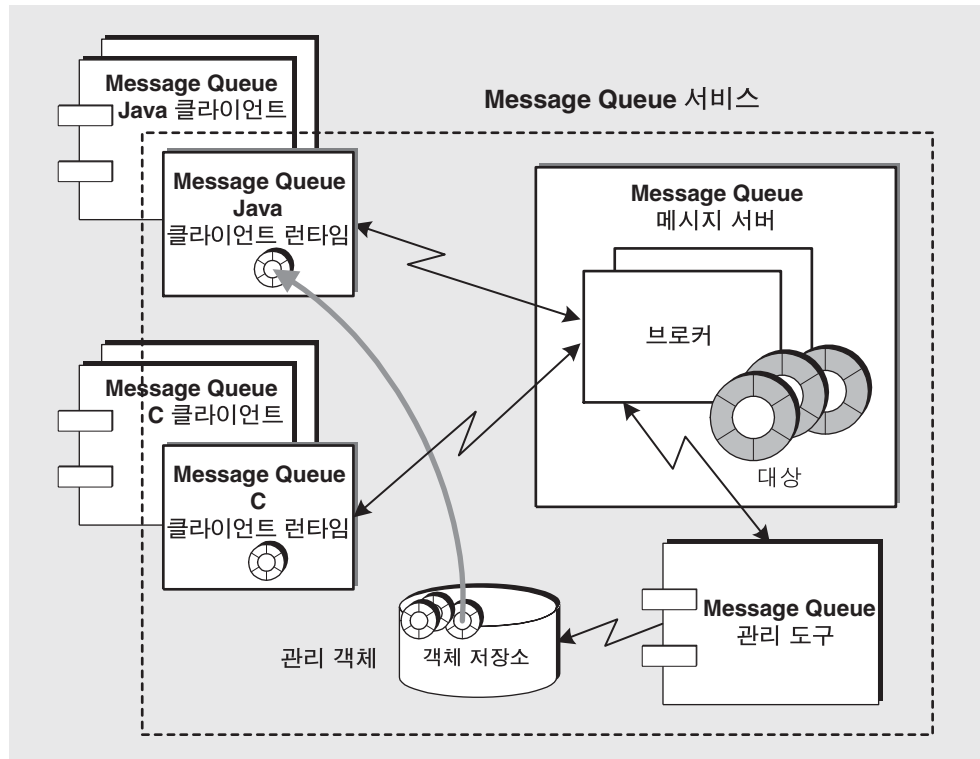 Message Queue
Java 클라이언트
Message Queue 서비스
Message Queue
Java
클라이언트 런타임
Message Queue
메시지 서버
브로커
대상
Message Queue
C 클라이언트
Message Queue
C
클라이언트 런타임
관리 객체
객체 저장소
Message Queue
관리 도구